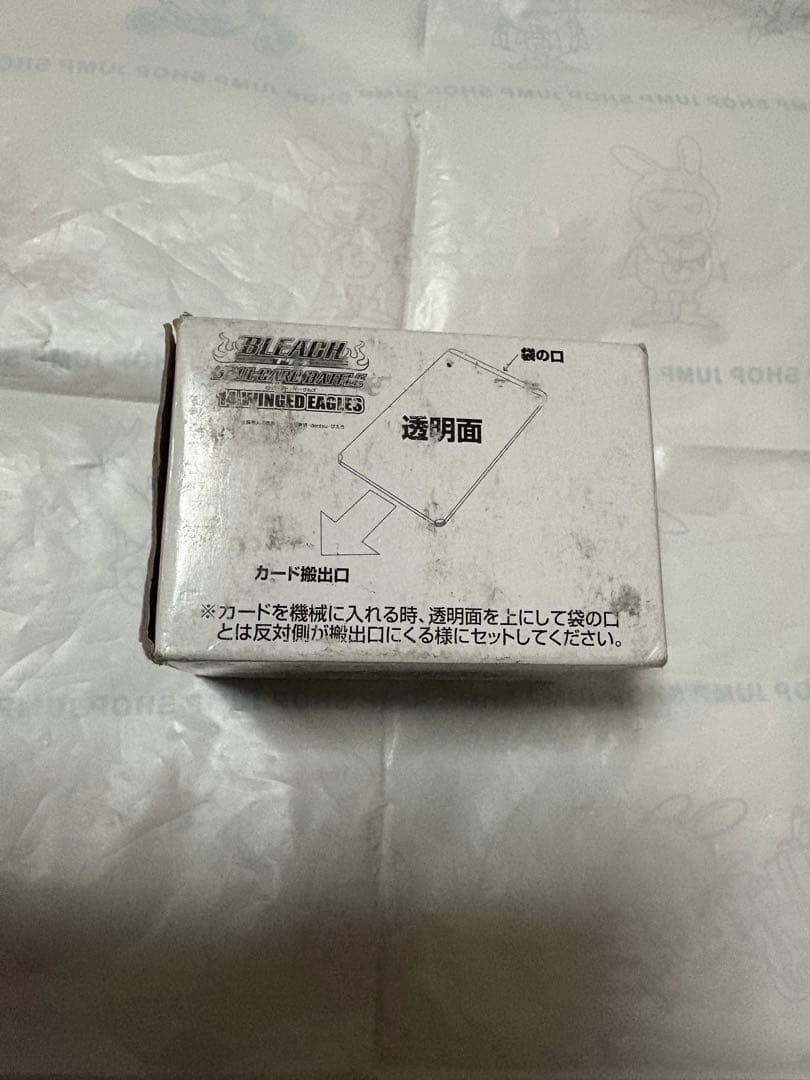 BLEACH
SOUL CARD BATTLE
14 WINGED EAGLES
袋の口
透明面
カード搬出口
※カードを機械に入れる時、透明面を上にして袋の口
とは反対側が搬出口にくる様にセットしてください。